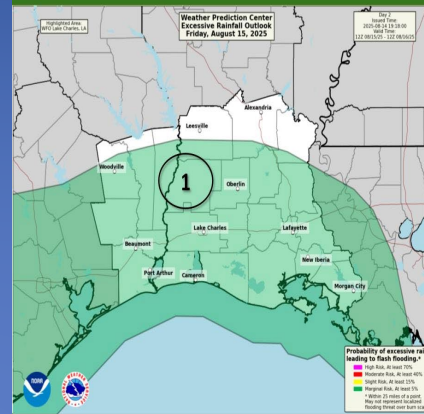 Highlighted Area:
WFO Lake Charles, LA
Weather Prediction Center
Excessive Rainfall Outlook
Friday, August 15, 2025
Day 2
Issued Time:
2025-08-14 19:18:00
Valid Time:
12Z 08/15/25 - 12Z 08/16/25
Alexandria
Leesville
Woodville
1
Oberlin
Lake Charles
Lafayette
Beaumont
New Iberia
Port Arthur
Cameron
Morgan City
Probability of excessive rai
leading to flash flooding.*
High Risk, At least 70%
Moderate Risk, At least 40%
Slight Risk, At least 15%
Marginal Risk, At least 5%
* Within 25 miles of a point.
May not represent localized
flooding threat over burn sca
NOAA